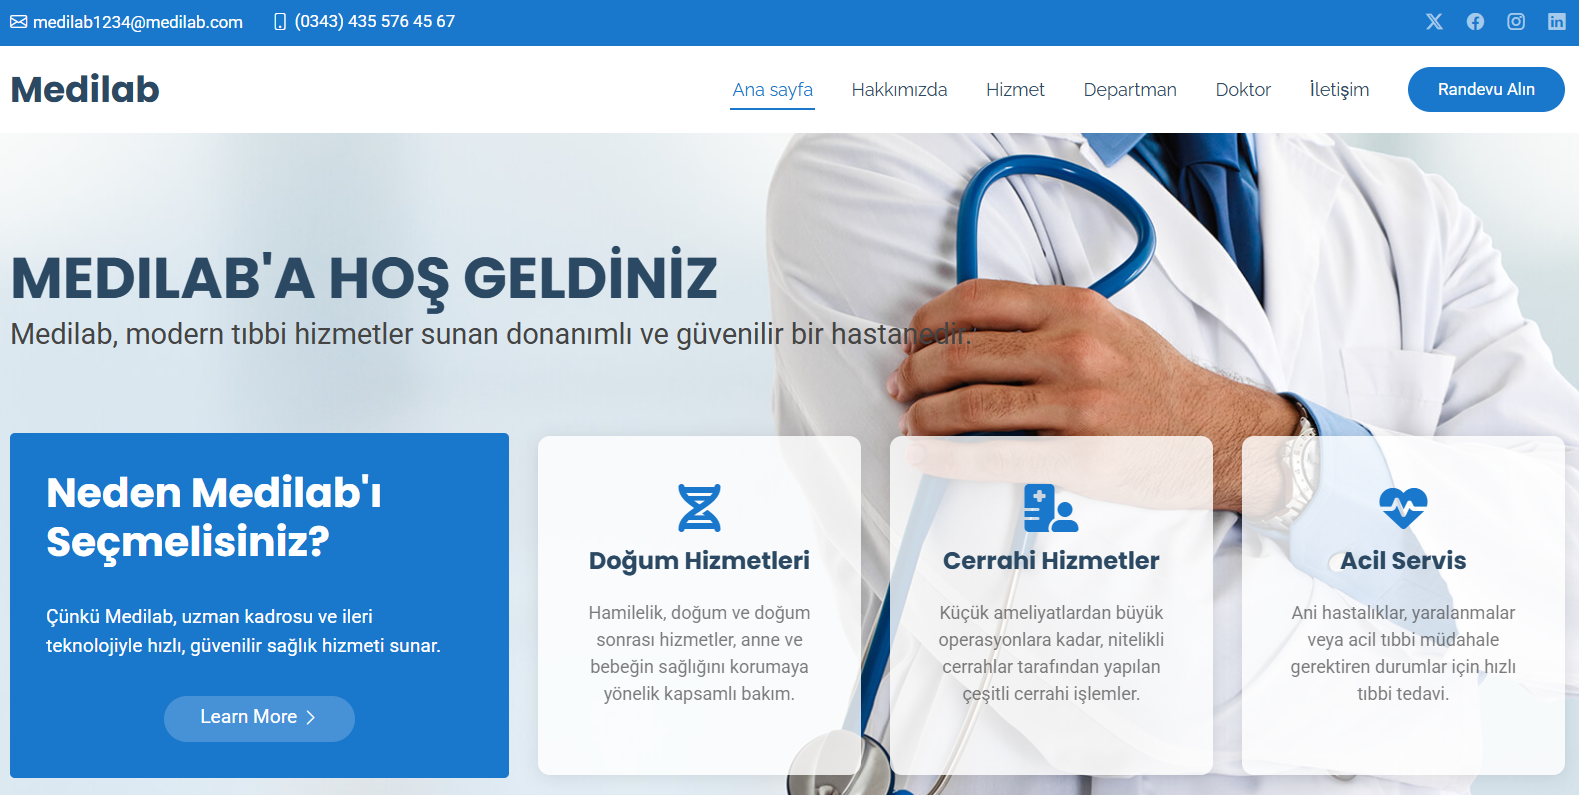 medilab1234@medilab.com (0343) 435 576 45 67
Medilab
Ana sayfa Hakkımızda Hizmet Departman Doktor İletişim Randevu Alın
MEDILAB'A HOŞ GELDİNİZ
Medilab, modern tıbbi hizmetler sunan donanımlı ve güvenilir bir hastanedir.
Neden Medilab'ı
Seçmelisiniz?
Çünkü Medilab, uzman kadrosu ve ileri
teknolojiyle hızlı, güvenilir sağlık hizmeti sunar.
Learn More
Doğum Hizmetleri
Hamilelik, doğum ve doğum
sonrası hizmetler, anne ve
bebeğin sağlığını korumaya
yönelik kapsamlı bakım.
Cerrahi Hizmetler
Küçük ameliyatlardan büyük
operasyonlara kadar, nitelikli
cerrahlar tarafından yapılan
çeşitli cerrahi işlemler.
Acil Servis
Ani hastalıklar, yaralanmalar
veya acil tıbbi müdahale
gerektiren durumlar için hızlı
tıbbi tedavi.